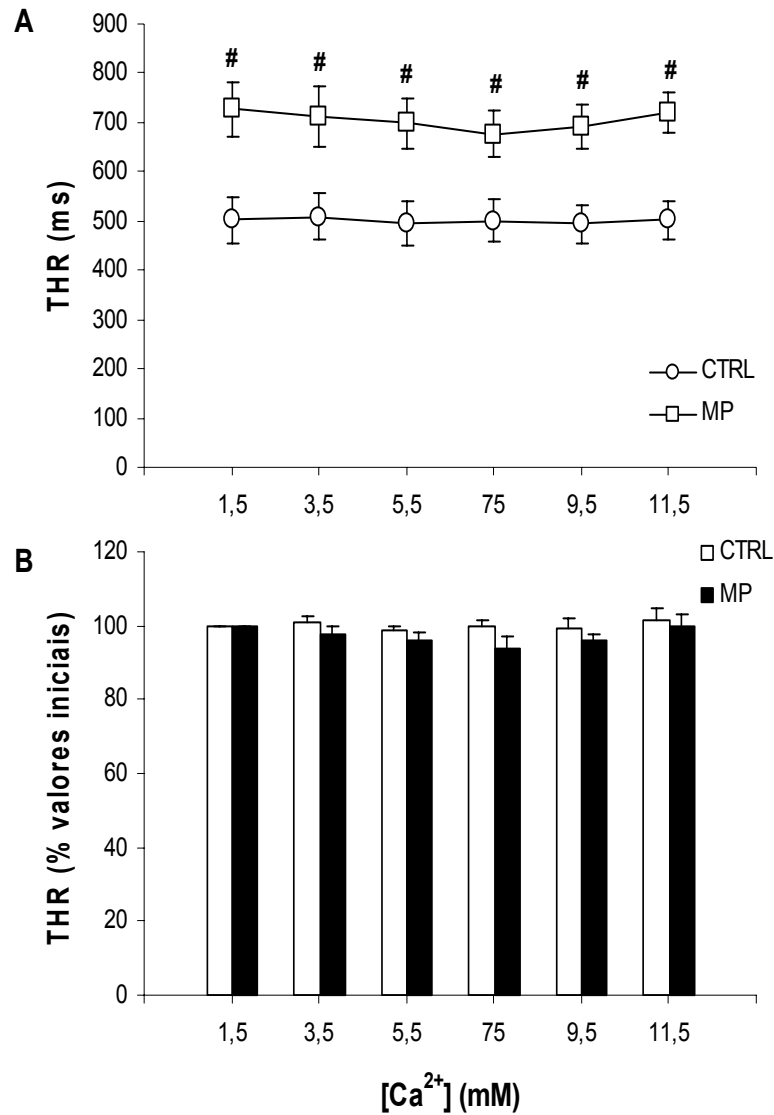 A
900
800
700
600
500
400
300
200
100
0
THR (ms)
# # # # # #
CTRL
MP
1,5 3,5 5,5 75 9,5 11,5
B
120
100
80
60
40
20
0
THR (% valores iniciais)
CTRL
MP
1,5 3,5 5,5 75 9,5 11,5
[Ca²⁺] (mM)